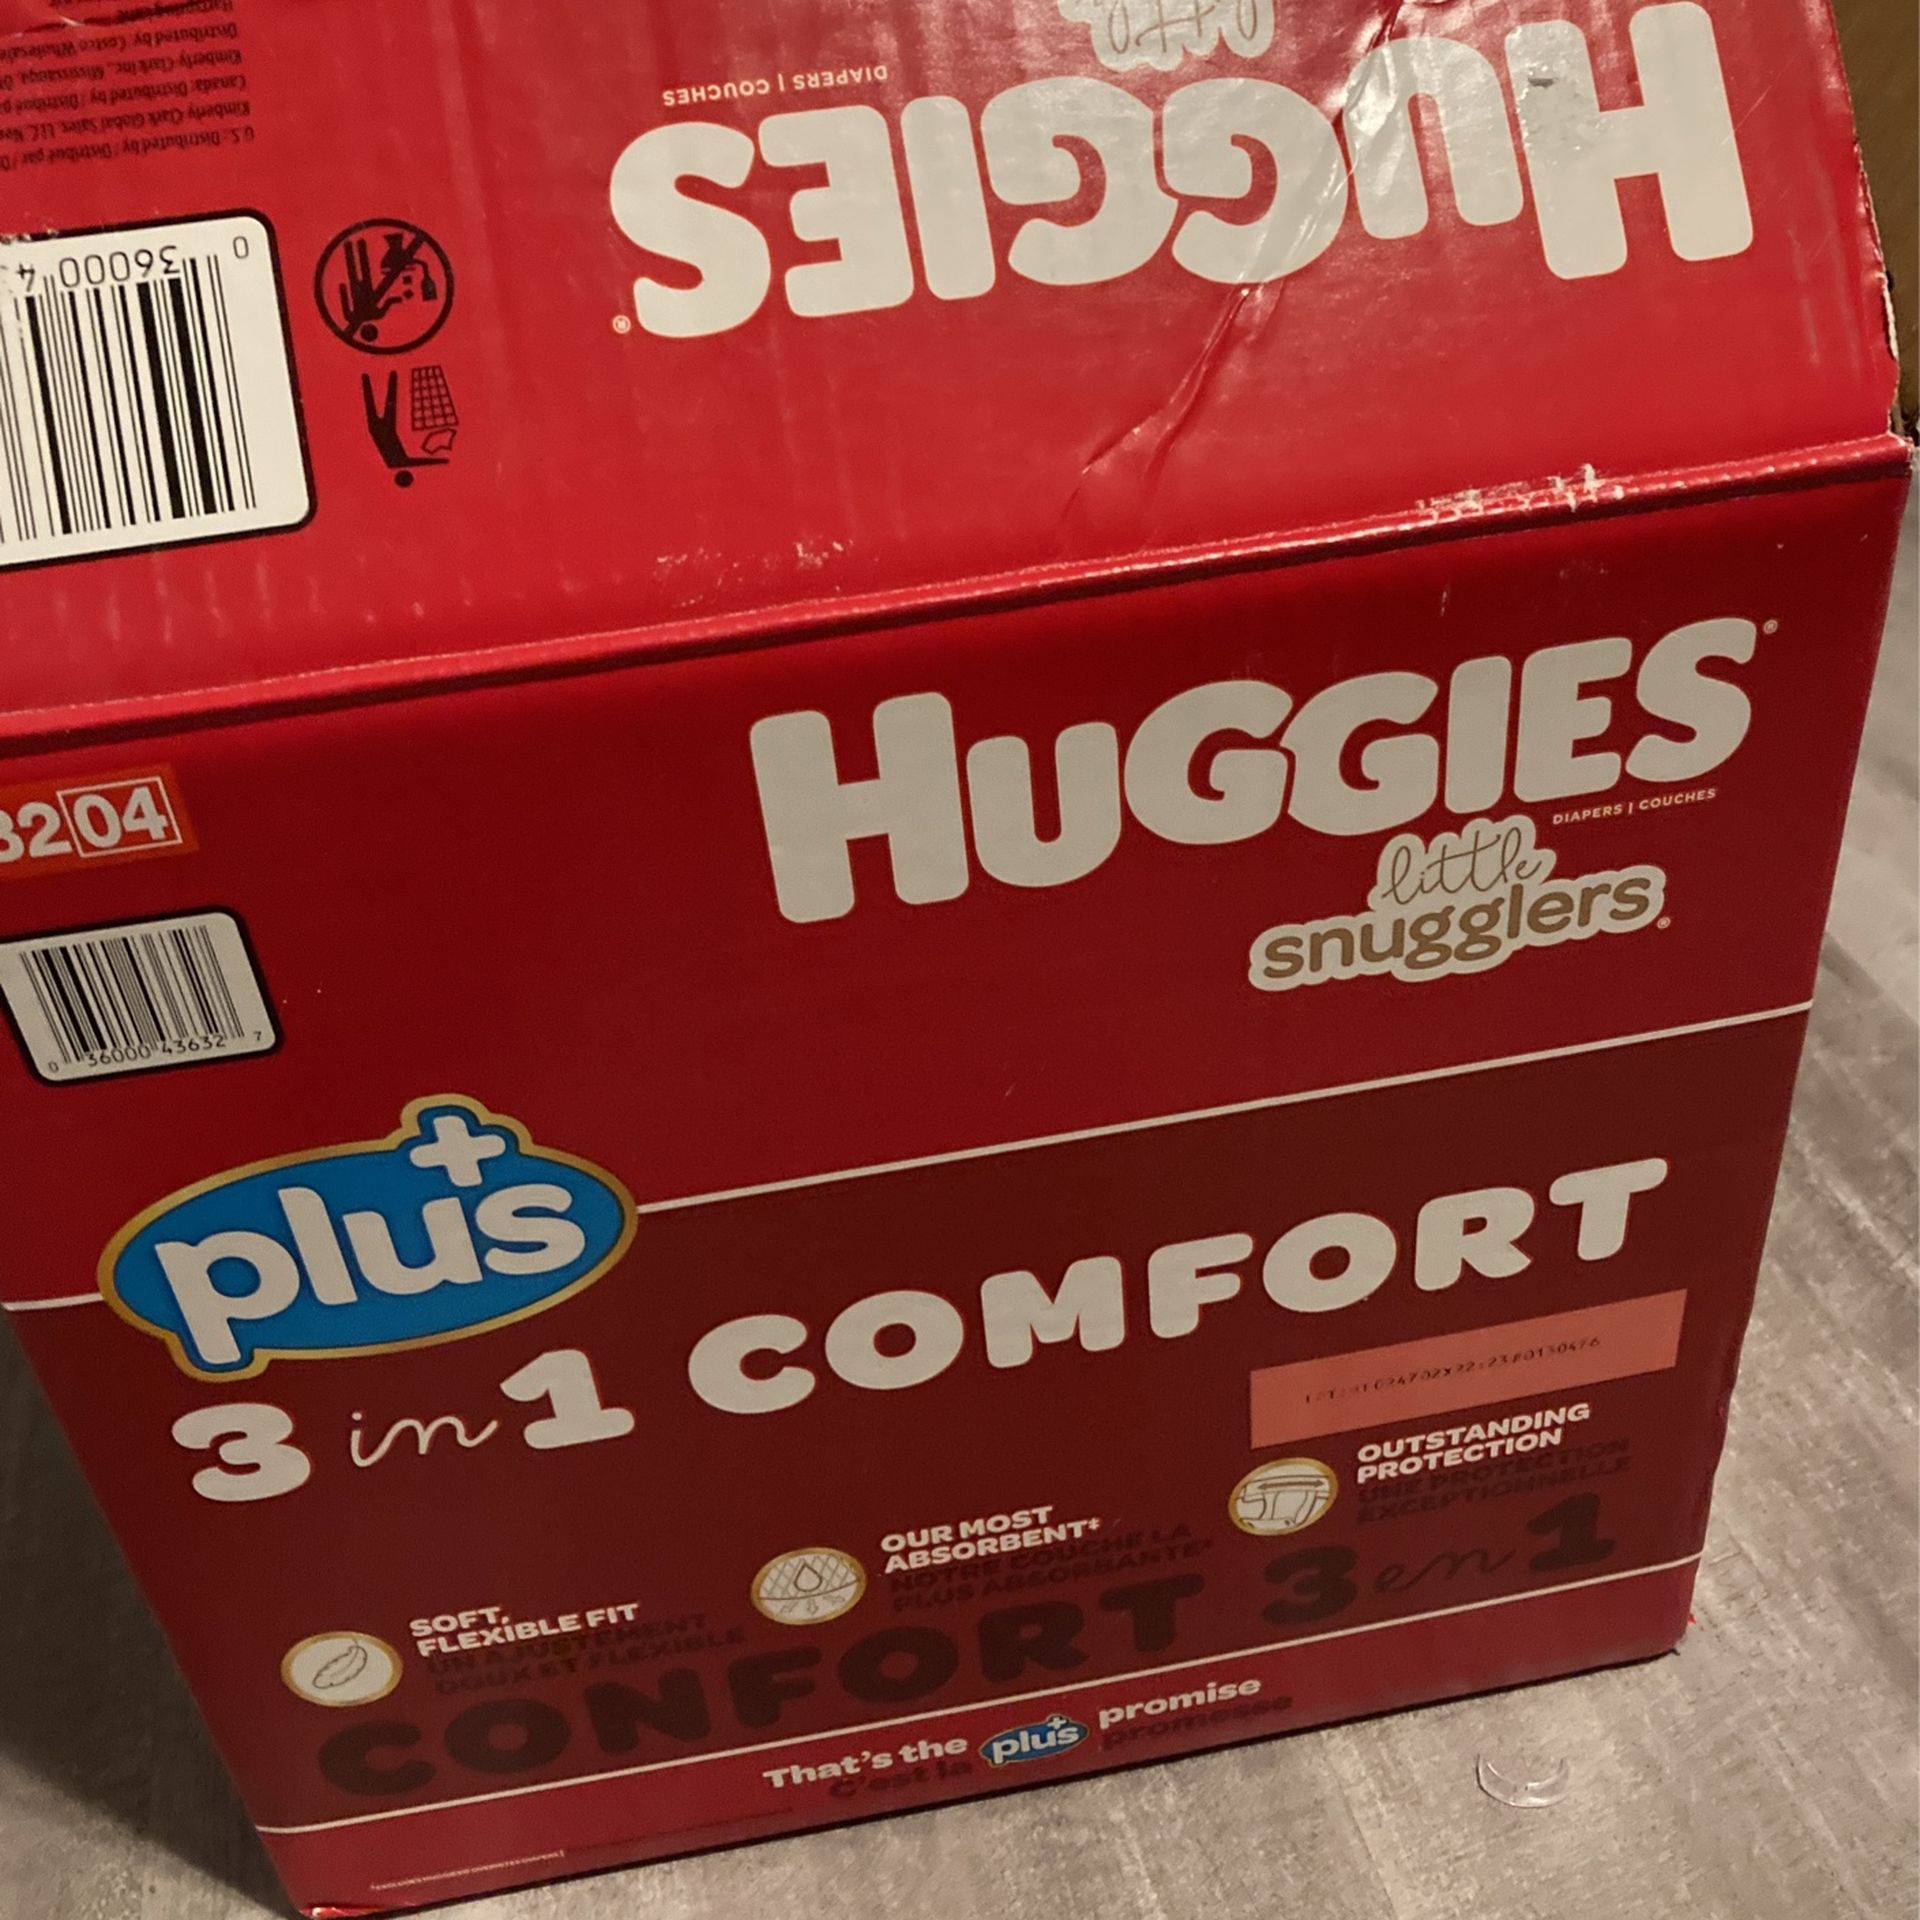 U.S.: Distributed by / Distribué par /
Kimberly-Clark Global Sales, LLC,
Canada: Distributed by / Distribué
Kimberly-Clark Inc., Mississauga,
Distributed by Costco Wholesale
DIAPERS | COUCHES
HUGGIES®
0 36000 4
HUGGIES®
DIAPERS | COUCHES
little
snugglers®
04
0 36000 43632 7
plus+
3 in 1 COMFORT
OUTSTANDING
PROTECTION
UNE PROTECTION
EXCEPTIONNELLE
OUR MOST
ABSORBENT‡
NOTRE COUCHE LA
PLUS ABSORBANTE‡
SOFT,
FLEXIBLE FIT
UN AJUSTEMENT
DOUX ET FLEXIBLE
CONFORT 3 en 1
That's the plus+ promise
C'est la promesse